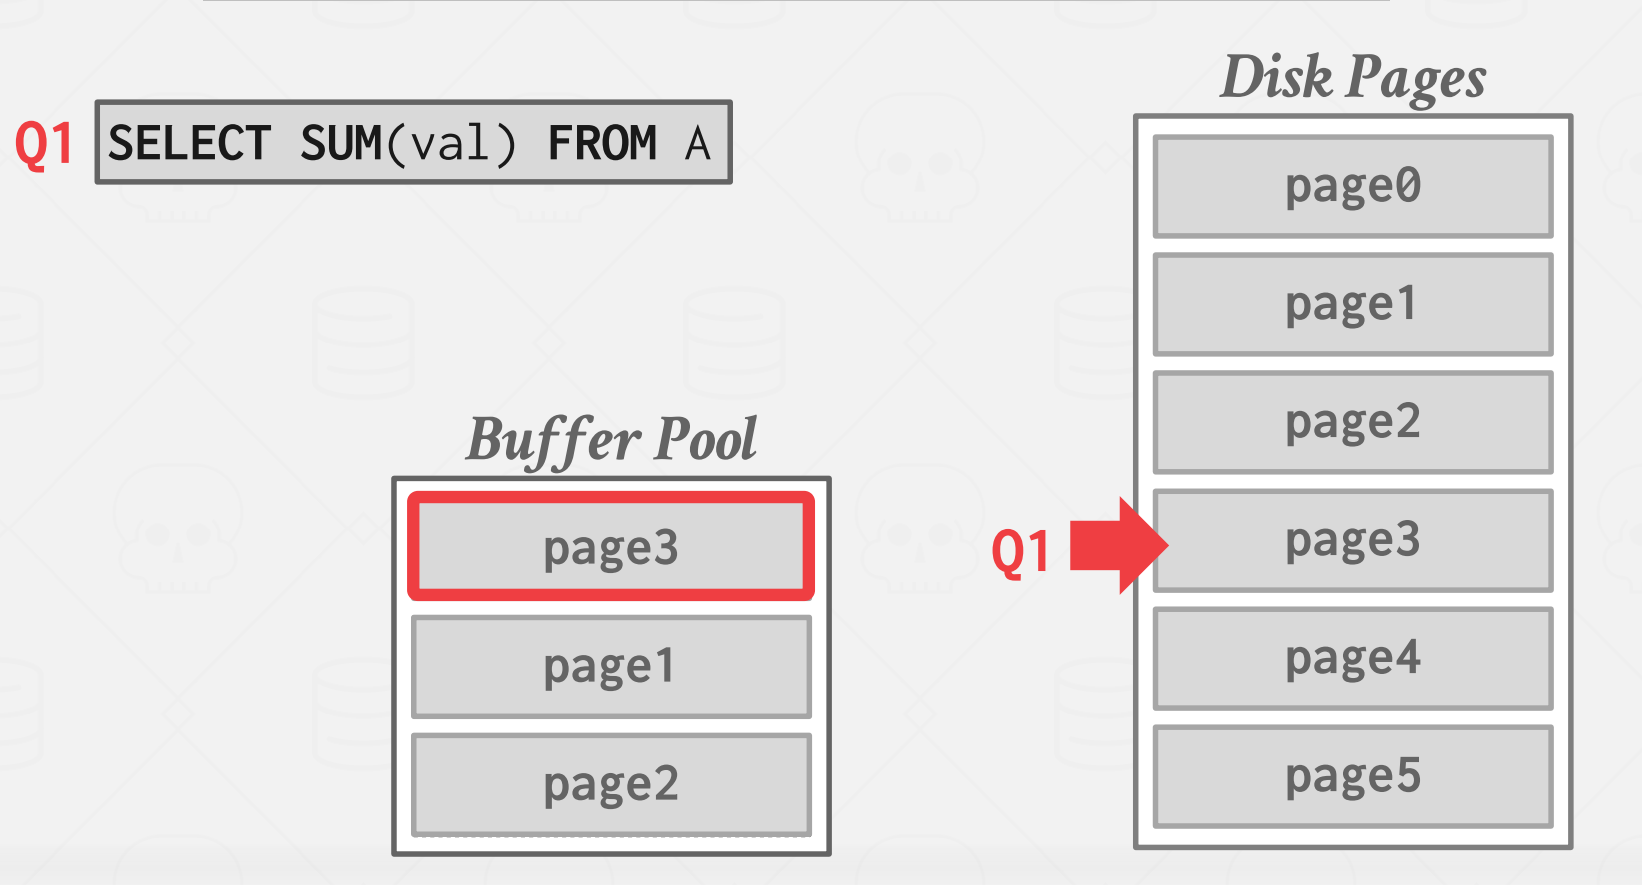 Q1 SELECT SUM(val) FROM A
Buffer Pool
page3
page1
page2
Disk Pages
page0
page1
page2
Q1
page3
page4
page5